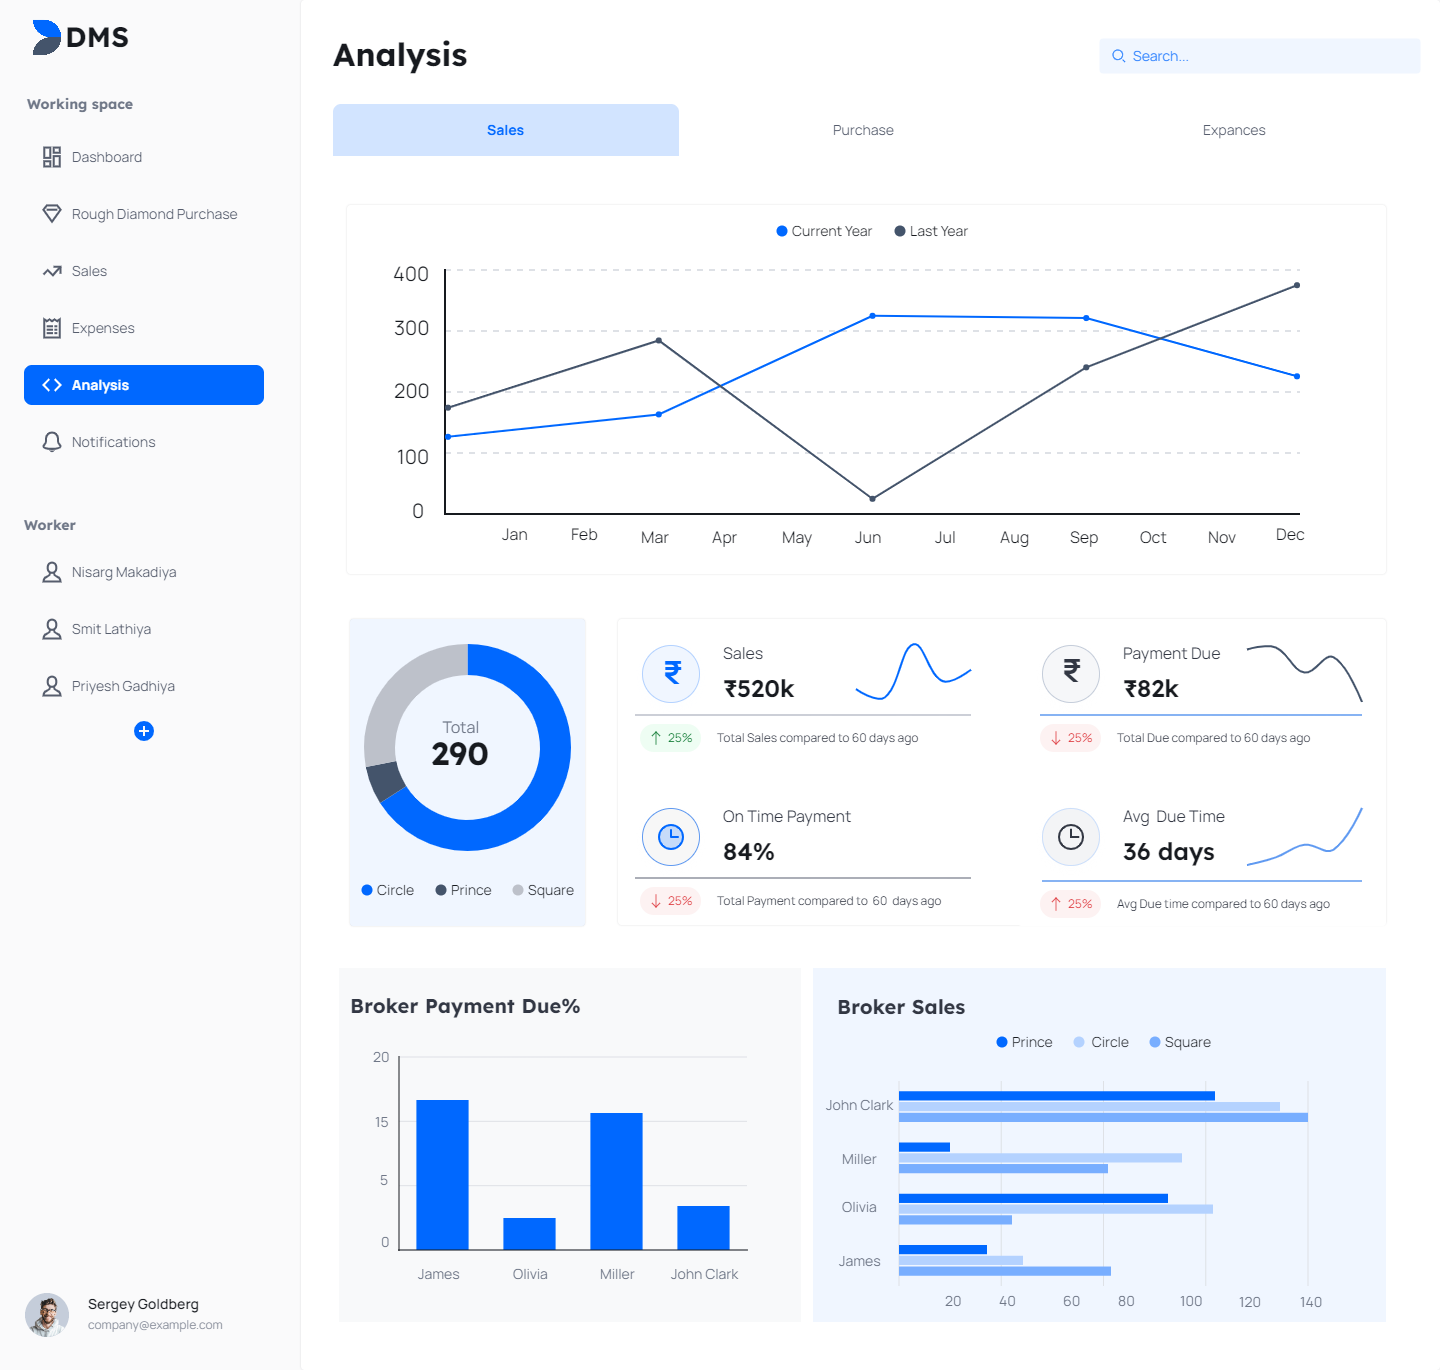 DMS
Working space
Dashboard
Rough Diamond Purchase
Sales
Expenses
Analysis
Notifications
Worker
Nisarg Makadiya
Smit Lathiya
Priyesh Gadhiya
Sergey Goldberg
company@example.com
Analysis
Search...
Sales Purchase Expances
Current Year Last Year
400
300
200
100
0
Jan Feb Mar Apr May Jun Jul Aug Sep Oct Nov Dec
Total
290
Circle Prince Square
Sales
₹520k
25% Total Sales compared to 60 days ago
Payment Due
₹82k
25% Total Due compared to 60 days ago
On Time Payment
84%
25% Total Payment compared to 60 days ago
Avg Due Time
36 days
25% Avg Due time compared to 60 days ago
Broker Payment Due%
20
15
5
0
James Olivia Miller John Clark
Broker Sales
Prince Circle Square
John Clark
Miller
Olivia
James
20 40 60 80 100 120 140